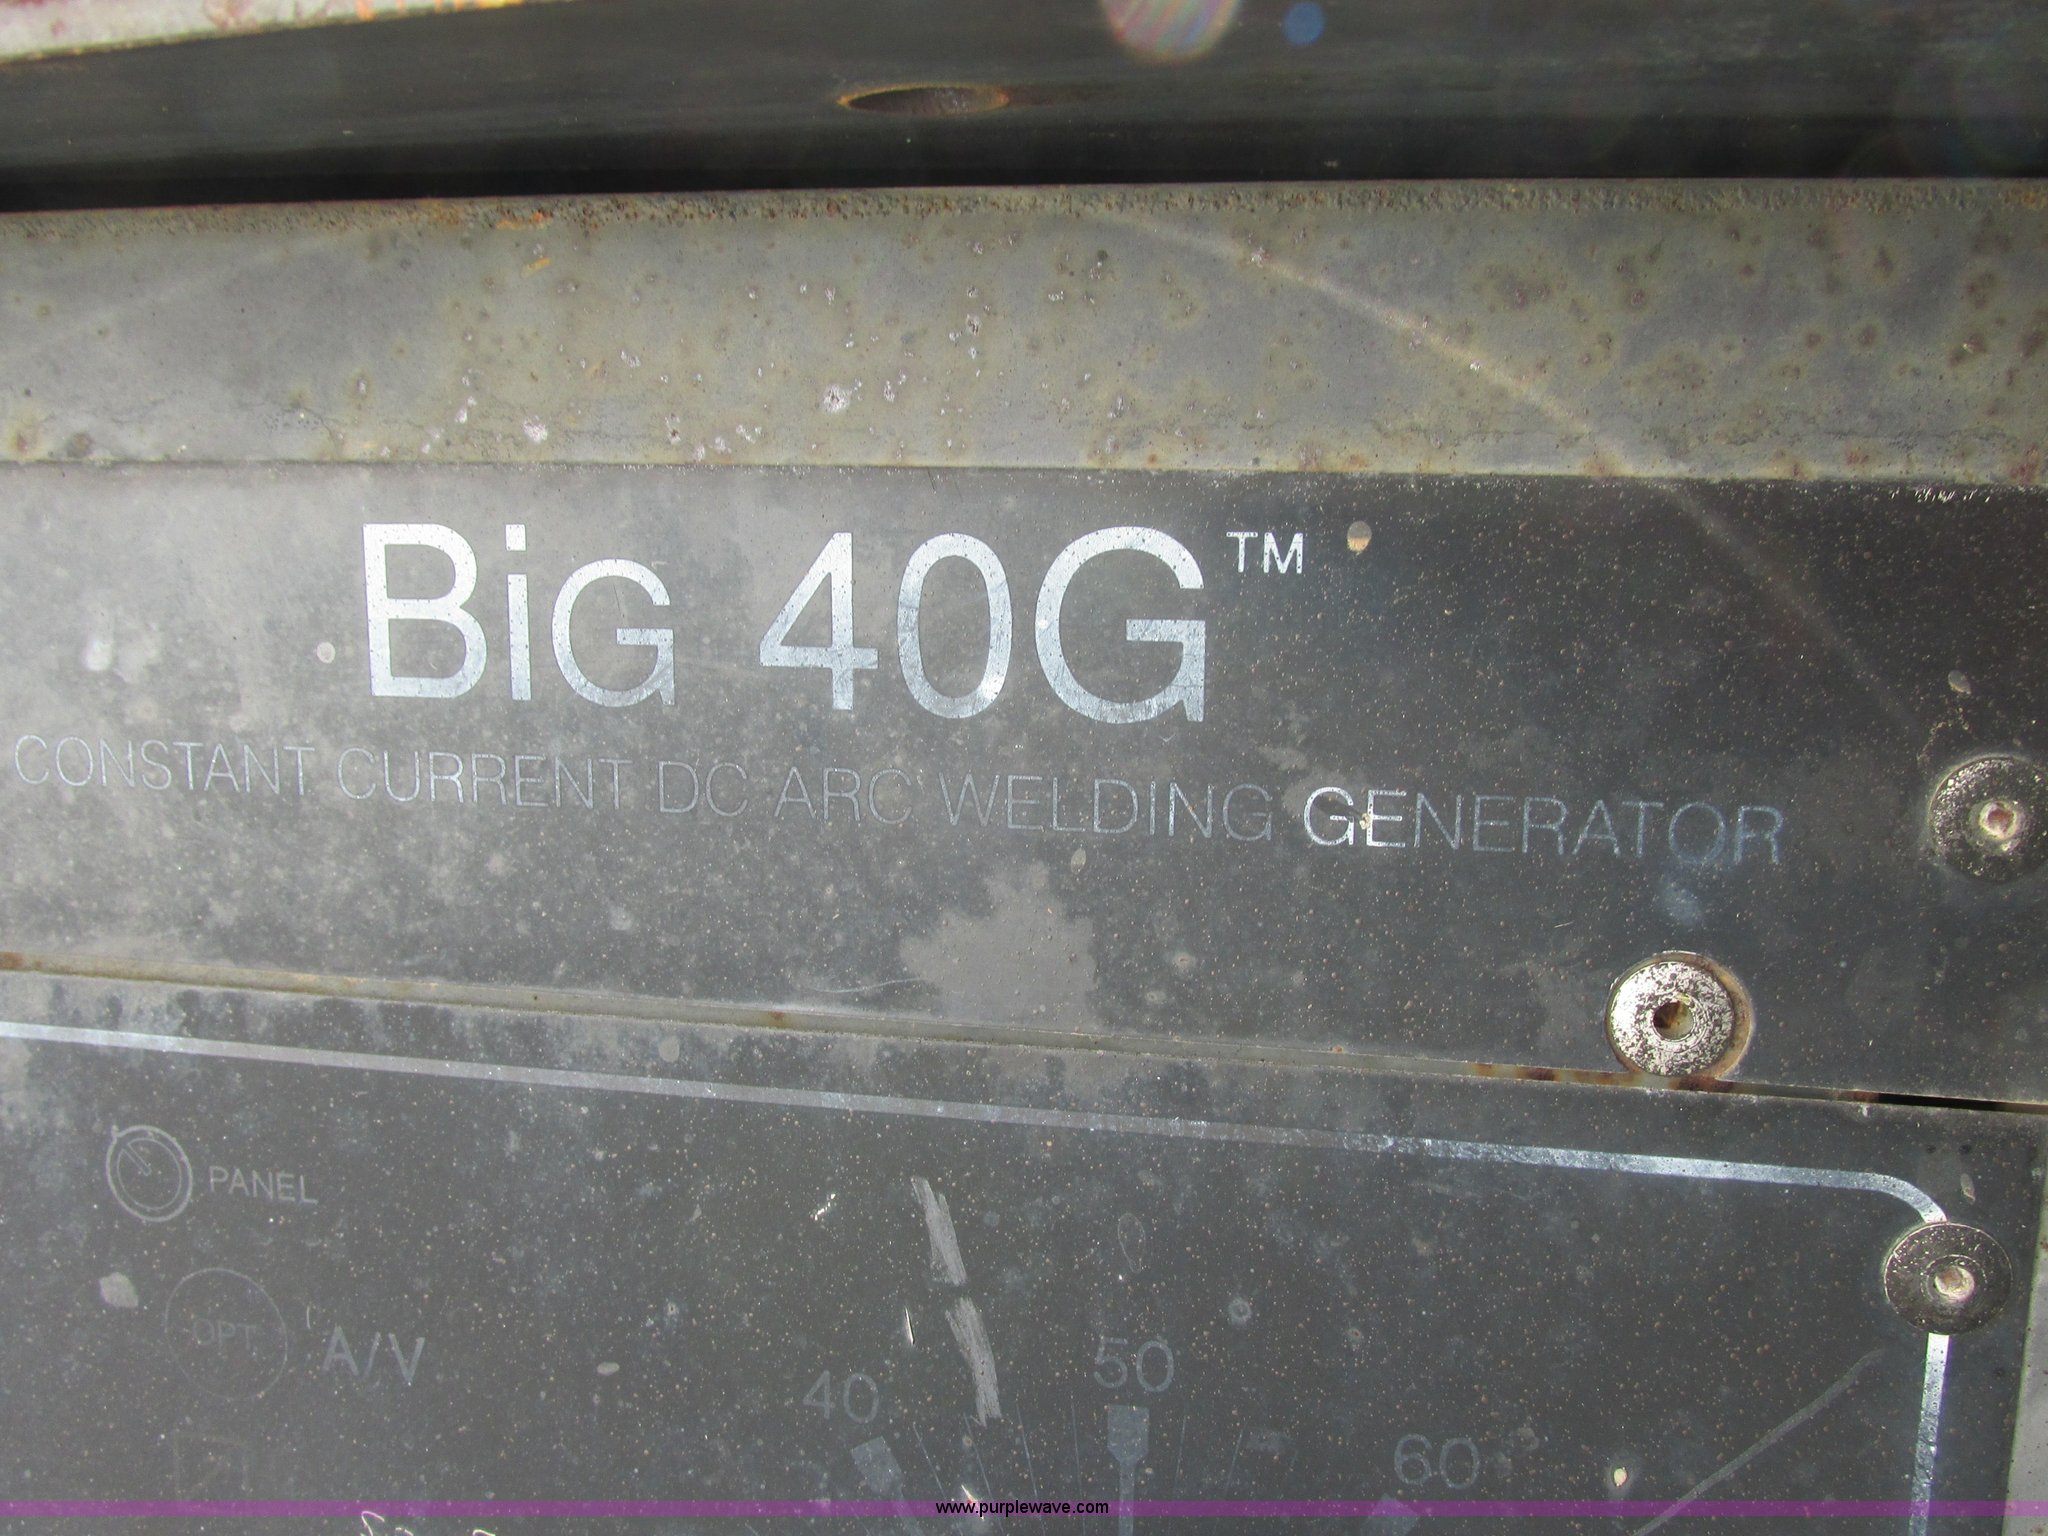 BiG 40G™
CONSTANT CURRENT DC ARC WELDING GENERATOR
PANEL
OPT
A/V
40
50
60
www.purplewave.com